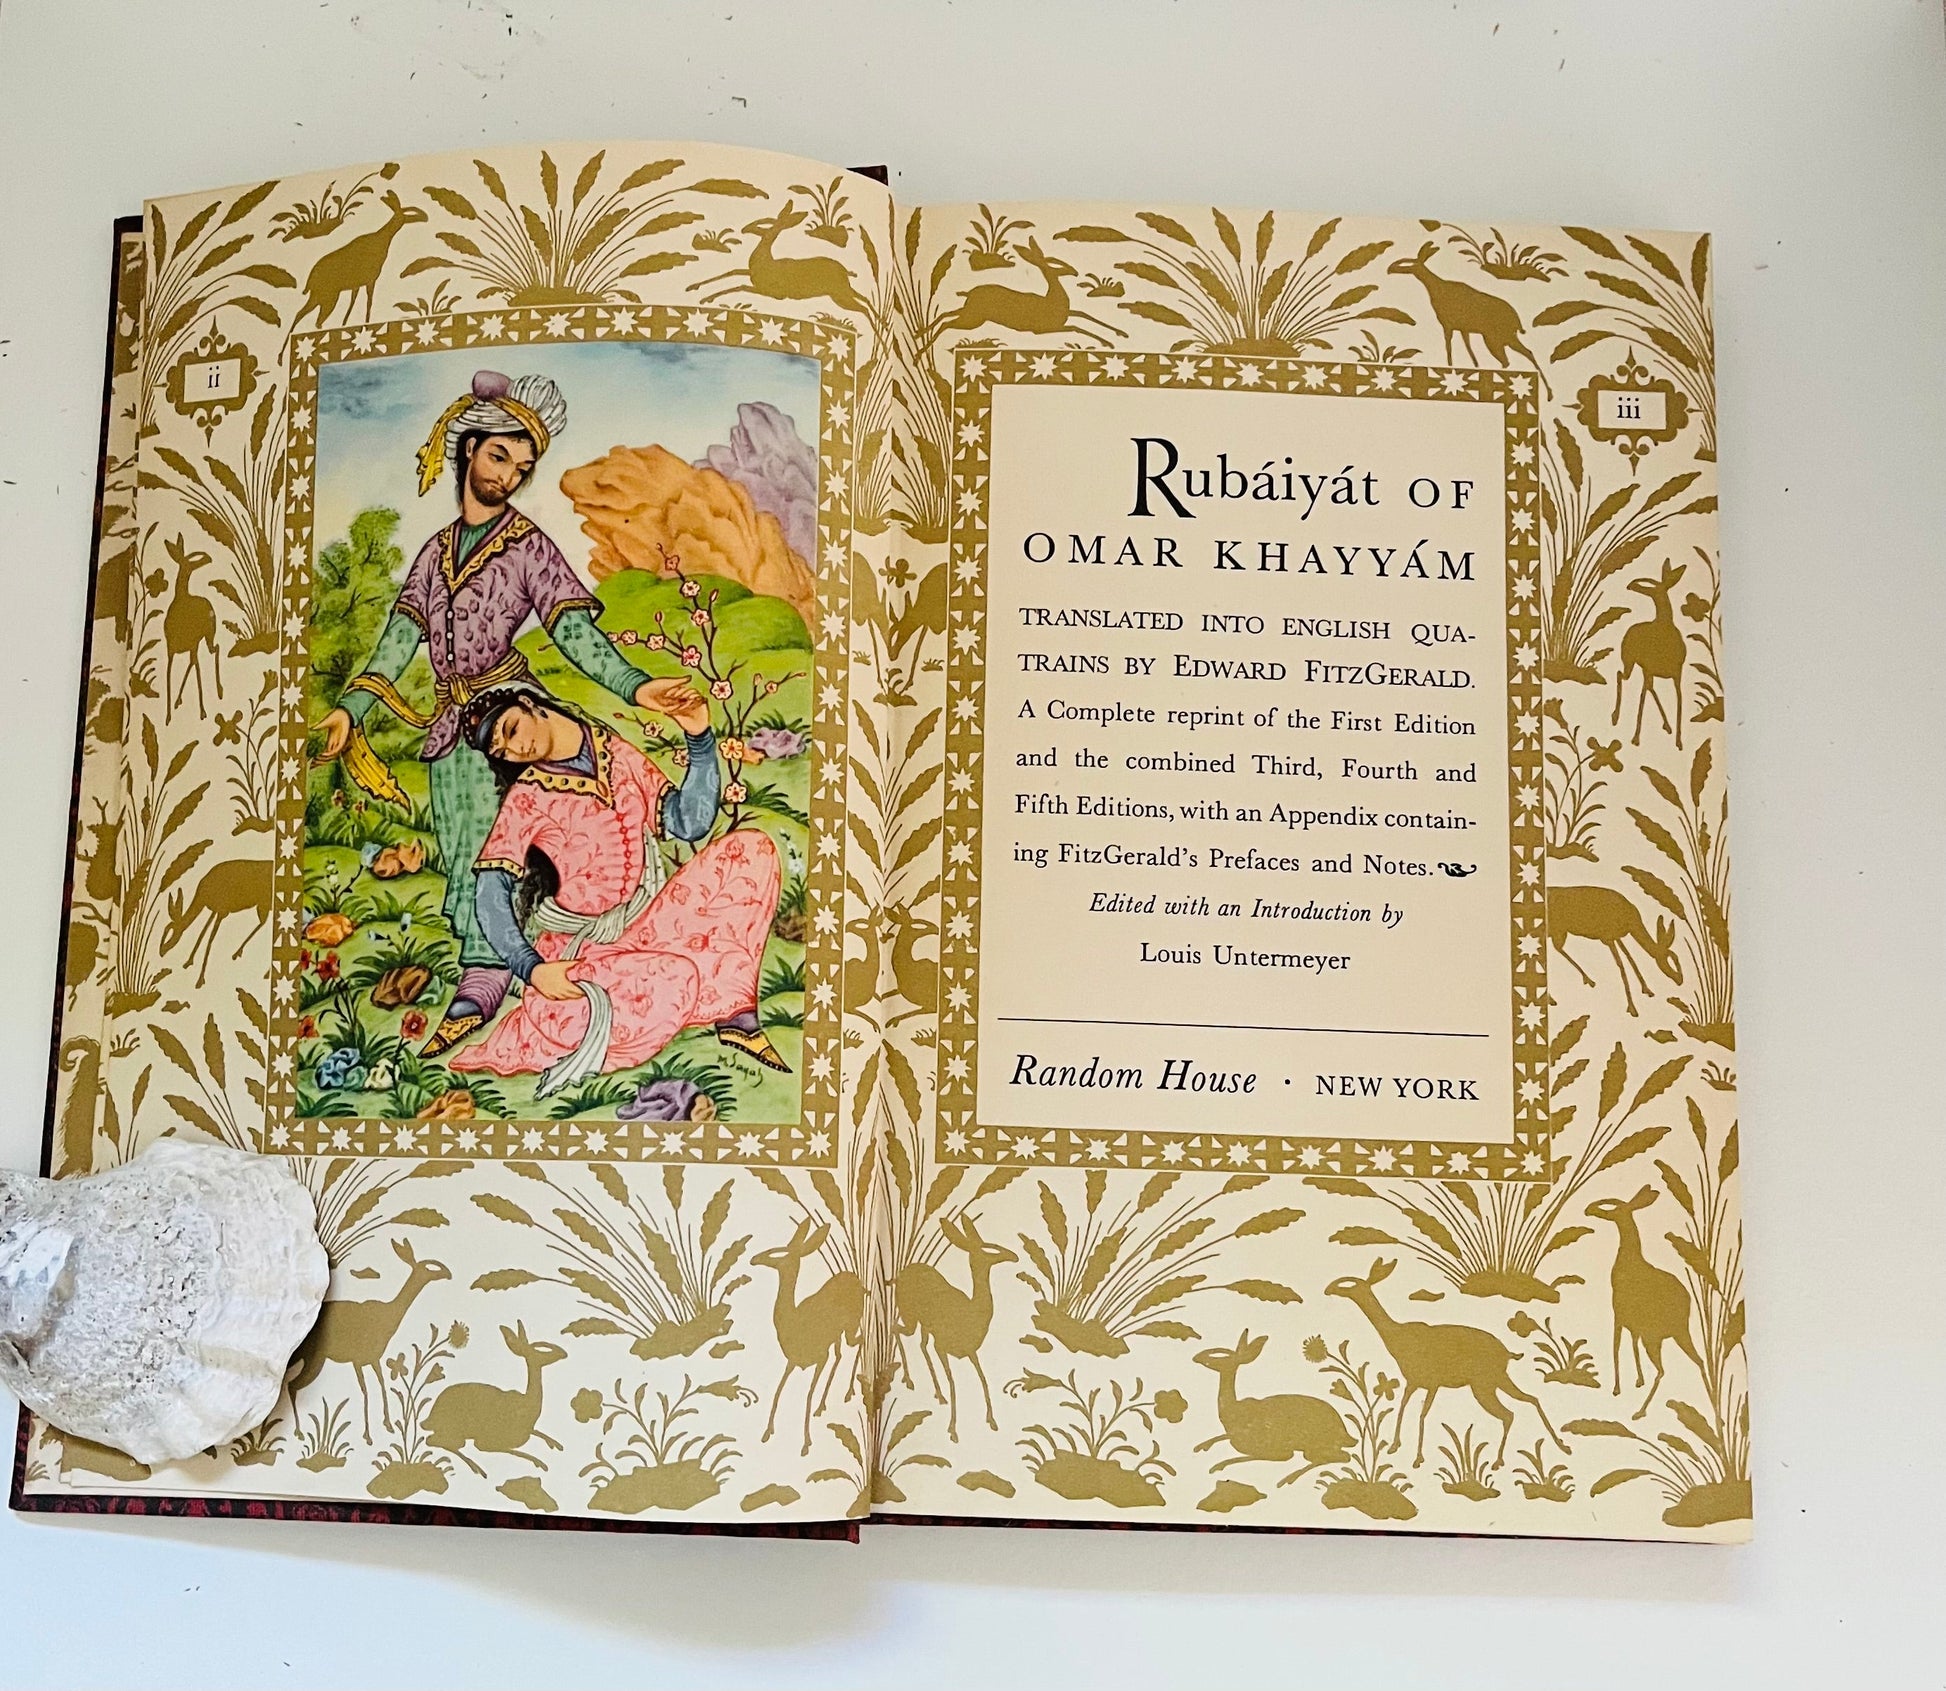 ii
M. Sayah
iii
Rubáiyát OF
OMAR KHAYYÁM
TRANSLATED INTO ENGLISH QUA-
TRAINS BY EDWARD FITZGERALD.
A Complete reprint of the First Edition
and the combined Third, Fourth and
Fifth Editions, with an Appendix contain-
ing FitzGerald's Prefaces and Notes.
Edited with an Introduction by
Louis Untermeyer
Random House · NEW YORK